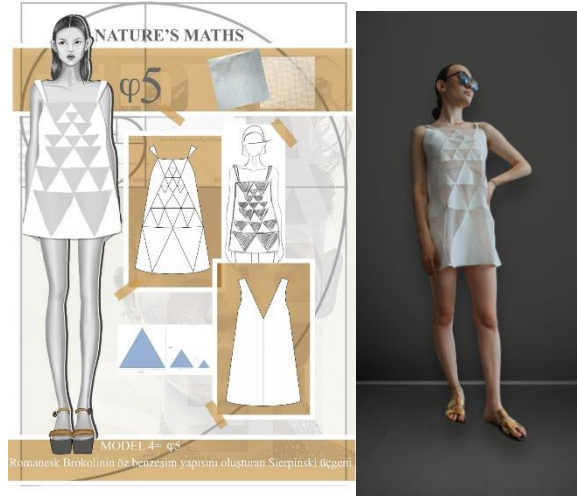 NATURE'S MATHS
φ5
MODEL 4= φ5
Romanesk Brokolinin öz benzeşim yapısını oluşturan Sierpinski üçgeni